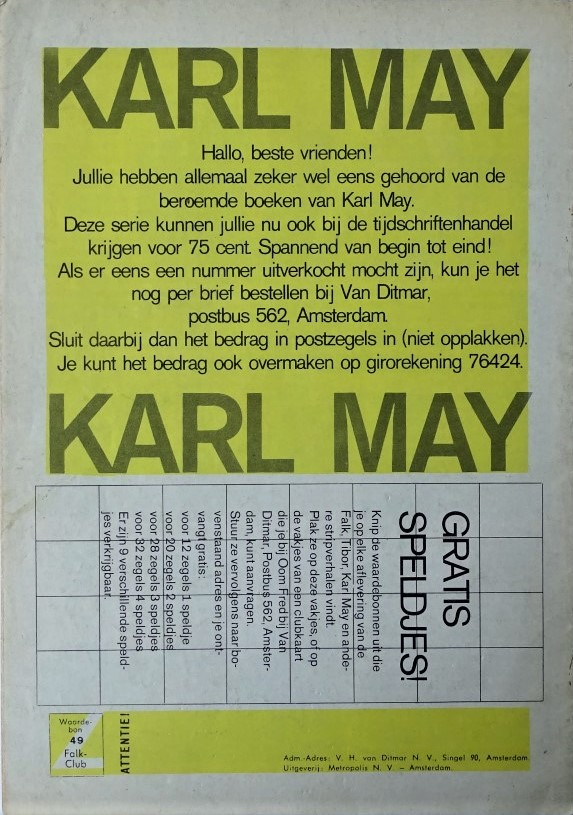 KARL MAY
Hallo, beste vrienden!
Jullie hebben allemaal zeker wel eens gehoord van de
beroemde boeken van Karl May.
Deze serie kunnen jullie nu ook bij de tijdschriftenhandel
krijgen voor 75 cent. Spannend van begin tot eind!
Als er eens een nummer uitverkocht mocht zijn, kun je het
nog per brief bestellen bij Van Ditmar,
postbus 562, Amsterdam.
Sluit daarbij dan het bedrag in postzegels in (niet opplakken).
Je kunt het bedrag ook overmaken op girorekening 76424.
KARL MAY
GRATIS
SPELDJES!
Knip de waardebonnen uit die
je op elke aflevering van de
Falk, Tibor, Karl May en ande-
re stripverhalen vindt.
Plak ze op deze vakjes, of op
de vakjes van een clubkaart
die je bij Oom Fred bij Van
Ditmar, Postbus 562, Amster-
dam, kunt aanvragen.
Stuur ze vervolgens naar bo-
venstaand adres en je ont-
vangt gratis:
voor 12 zegels 1 speldje
voor 20 zegels 2 speldjes
voor 28 zegels 3 speldjes
voor 32 zegels 4 speldjes
Er zijn 9 verschillende speld-
jes verkrijgbaar.
Waarde-
bon
49
Falk-
Club
ATTENTIE!
Adm.-Adres: V. H. van Ditmar N. V., Singel 90, Amsterdam
Uitgeverij: Metropolis N. V. – Amsterdam.